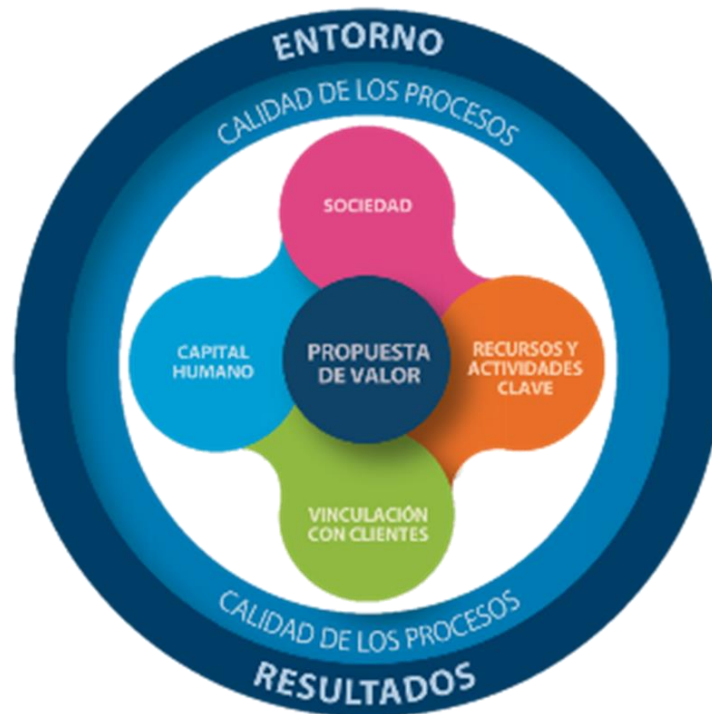 ENTORNO
CALIDAD DE LOS PROCESOS
SOCIEDAD
CAPITAL
HUMANO
PROPUESTA
DE VALOR
RECURSOS Y
ACTIVIDADES
CLAVE
VINCULACIÓN
CON CLIENTES
CALIDAD DE LOS PROCESOS
RESULTADOS